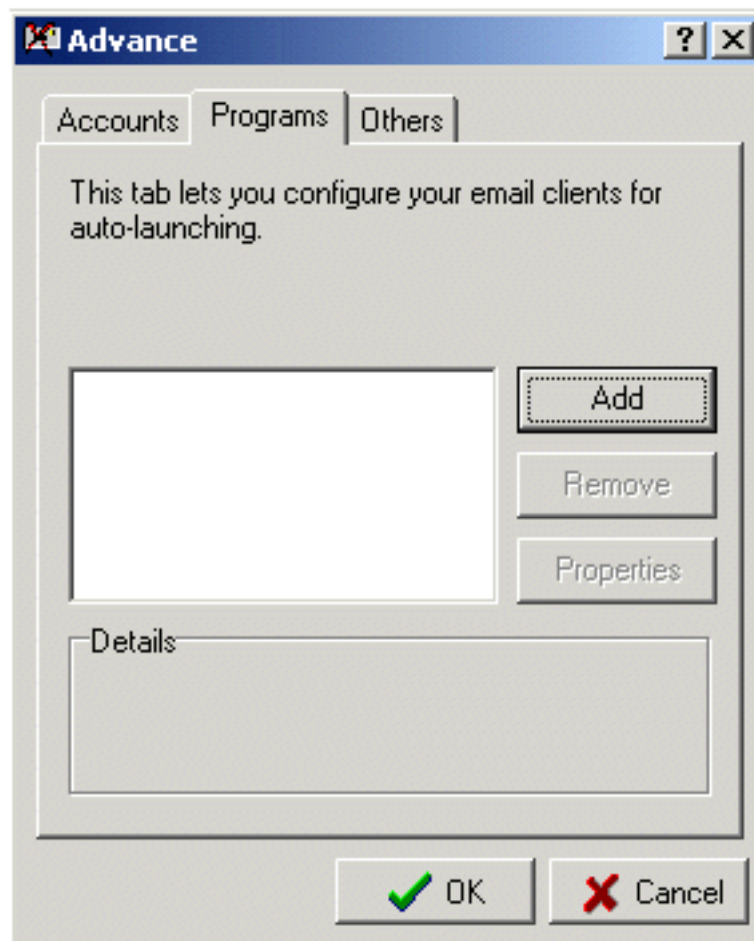 Advance
Accounts Programs Others
This tab lets you configure your email clients for
auto-launching.
Add
Remove
Properties
Details
OK Cancel